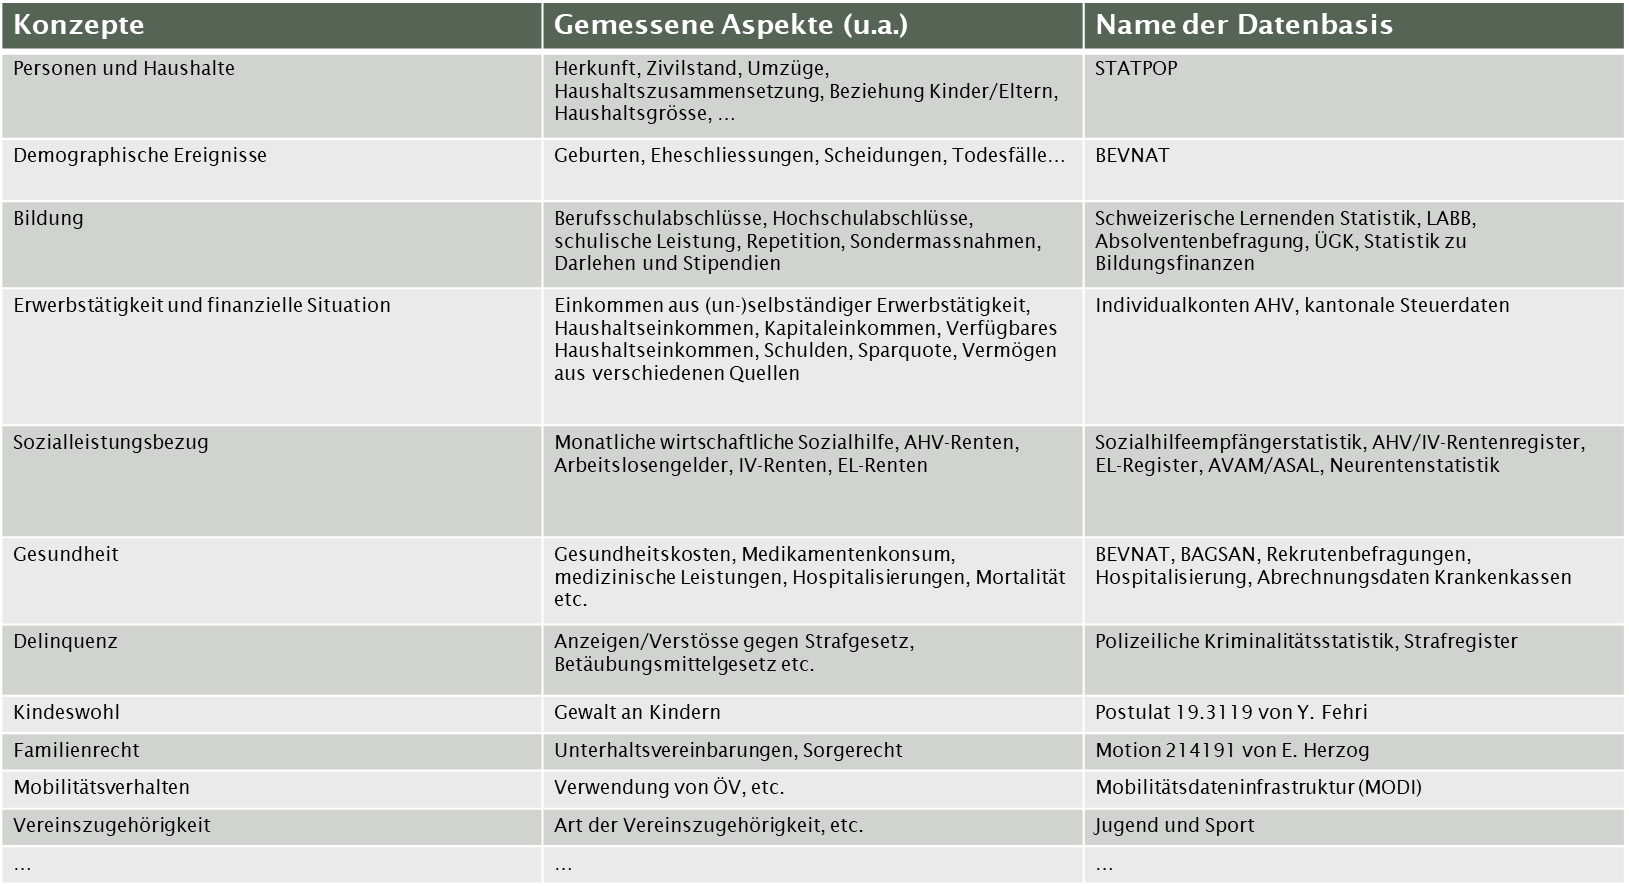 Konzepte
Gemessene Aspekte (u.a.)
Name der Datenbasis
Personen und Haushalte
Herkunft, Zivilstand, Umzüge,
Haushaltszusammensetzung, Beziehung Kinder/Eltern,
Haushaltsgrösse, …
STATPOP
Demographische Ereignisse
Geburten, Eheschliessungen, Scheidungen, Todesfälle…
BEVNAT
Bildung
Berufsschulabschlüsse, Hochschulabschlüsse,
schulische Leistung, Repetition, Sondermassnahmen,
Darlehen und Stipendien
Schweizerische Lernenden Statistik, LABB,
Absolventenbefragung, ÜGK, Statistik zu
Bildungsfinanzen
Erwerbstätigkeit und finanzielle Situation
Einkommen aus (un-)selbständiger Erwerbstätigkeit,
Haushaltseinkommen, Kapitaleinkommen, Verfügbares
Haushaltseinkommen, Schulden, Sparquote, Vermögen
aus verschiedenen Quellen
Individualkonten AHV, kantonale Steuerdaten
Sozialleistungsbezug
Monatliche wirtschaftliche Sozialhilfe, AHV-Renten,
Arbeitslosengelder, IV-Renten, EL-Renten
Sozialhilfeempfängerstatistik, AHV/IV-Rentenregister,
EL-Register, AVAM/ASAL, Neurentenstatistik
Gesundheit
Gesundheitskosten, Medikamentenkonsum,
medizinische Leistungen, Hospitalisierungen, Mortalität
etc.
BEVNAT, BAGSAN, Rekrutenbefragungen,
Hospitalisierung, Abrechnungsdaten Krankenkassen
Delinquenz
Anzeigen/Verstösse gegen Strafgesetz,
Betäubungsmittelgesetz etc.
Polizeiliche Kriminalitätsstatistik, Strafregister
Kindeswohl
Gewalt an Kindern
Postulat 19.3119 von Y. Fehri
Familienrecht
Unterhaltsvereinbarungen, Sorgerecht
Motion 214191 von E. Herzog
Mobilitätsverhalten
Verwendung von ÖV, etc.
Mobilitätsdateninfrastruktur (MODI)
Vereinszugehörigkeit
Art der Vereinszugehörigkeit, etc.
Jugend und Sport
…
…
…